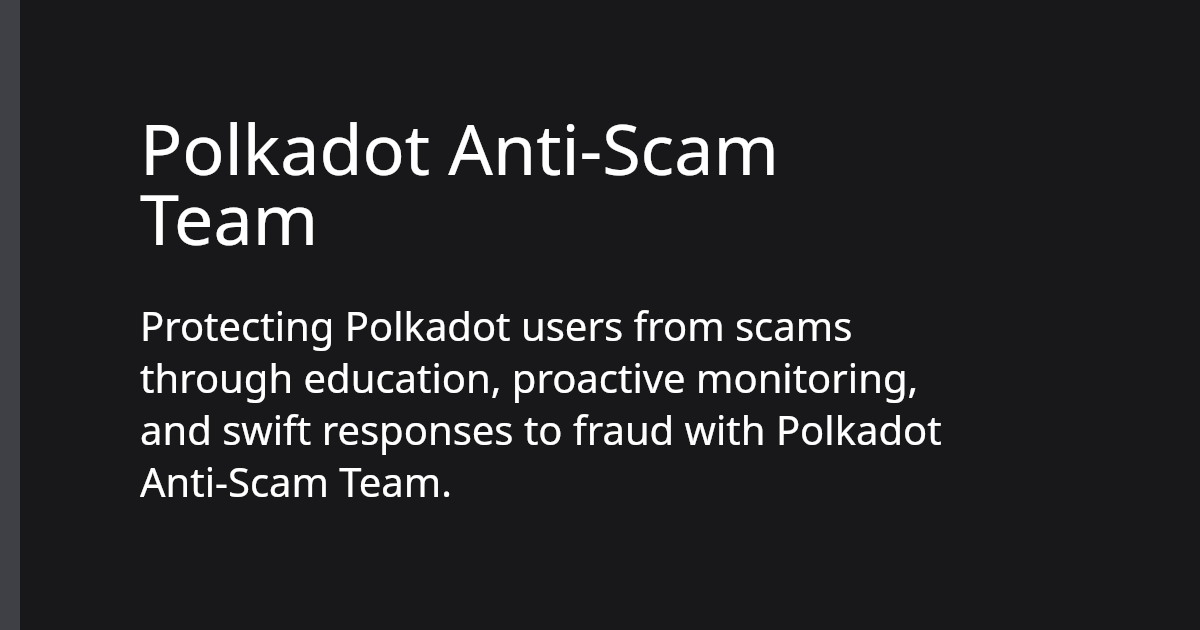 Polkadot Anti-Scam
Team
Protecting Polkadot users from scams
through education, proactive monitoring,
and swift responses to fraud with Polkadot
Anti-Scam Team.